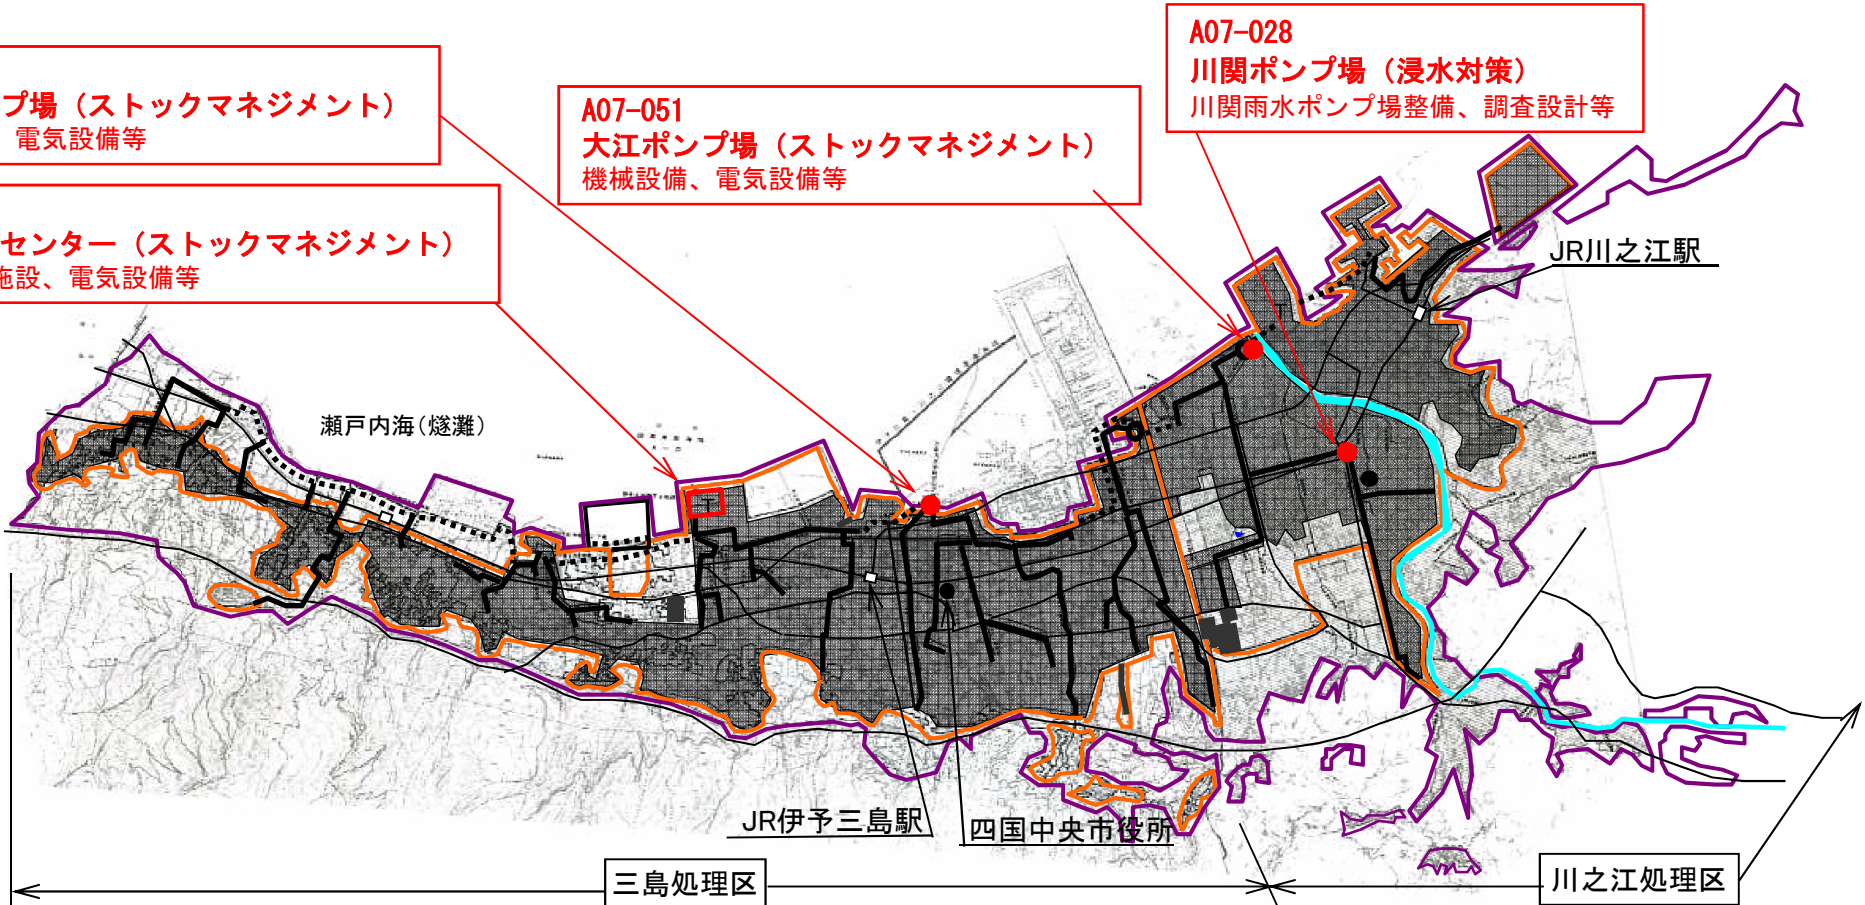 A07-028
川関ポンプ場（浸水対策）
川関雨水ポンプ場整備、調査設計等
プ場（ストックマネジメント）
電気設備等
A07-051
大江ポンプ場（ストックマネジメント）
機械設備、電気設備等
センター（ストックマネジメント）
施設、電気設備等
JR川之江駅
瀬戸内海（燧灘）
JR伊予三島駅
四国中央市役所
三島処理区
川之江処理区